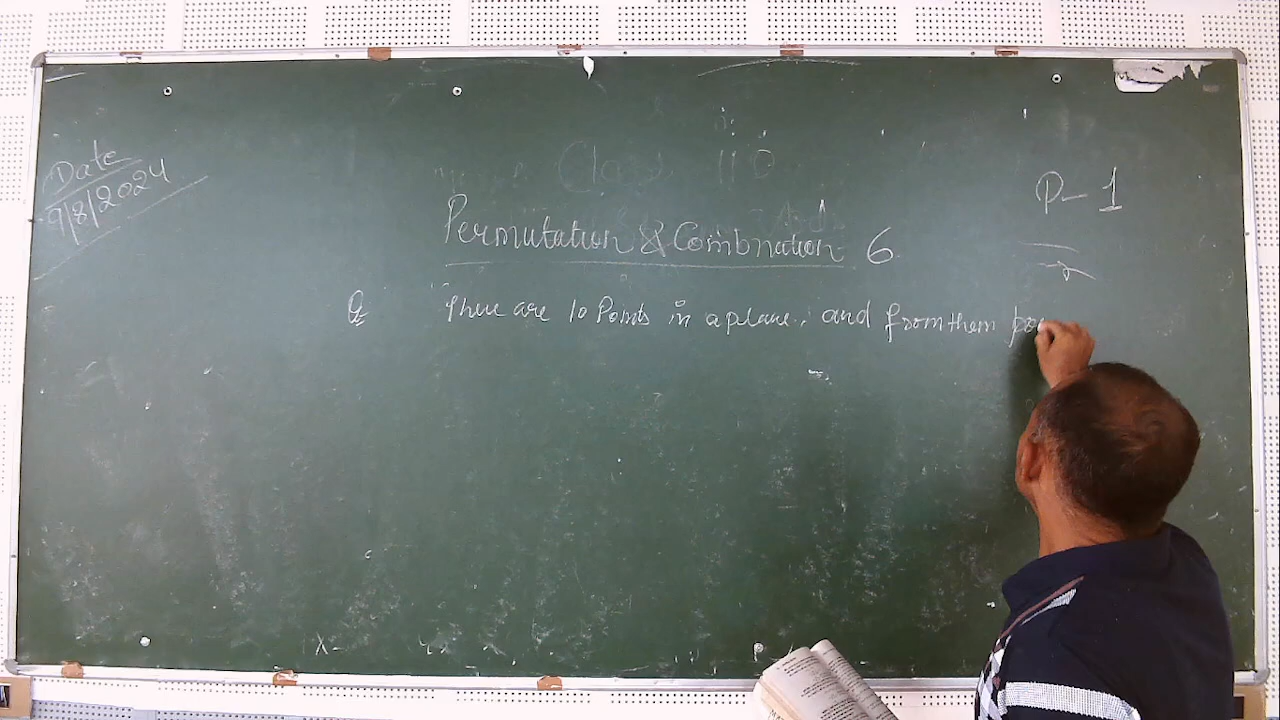 Date
9/8/2024
Class 11 D
P- 1
Permutation & Combination 6
Q There are 10 Points in a plane., and from them